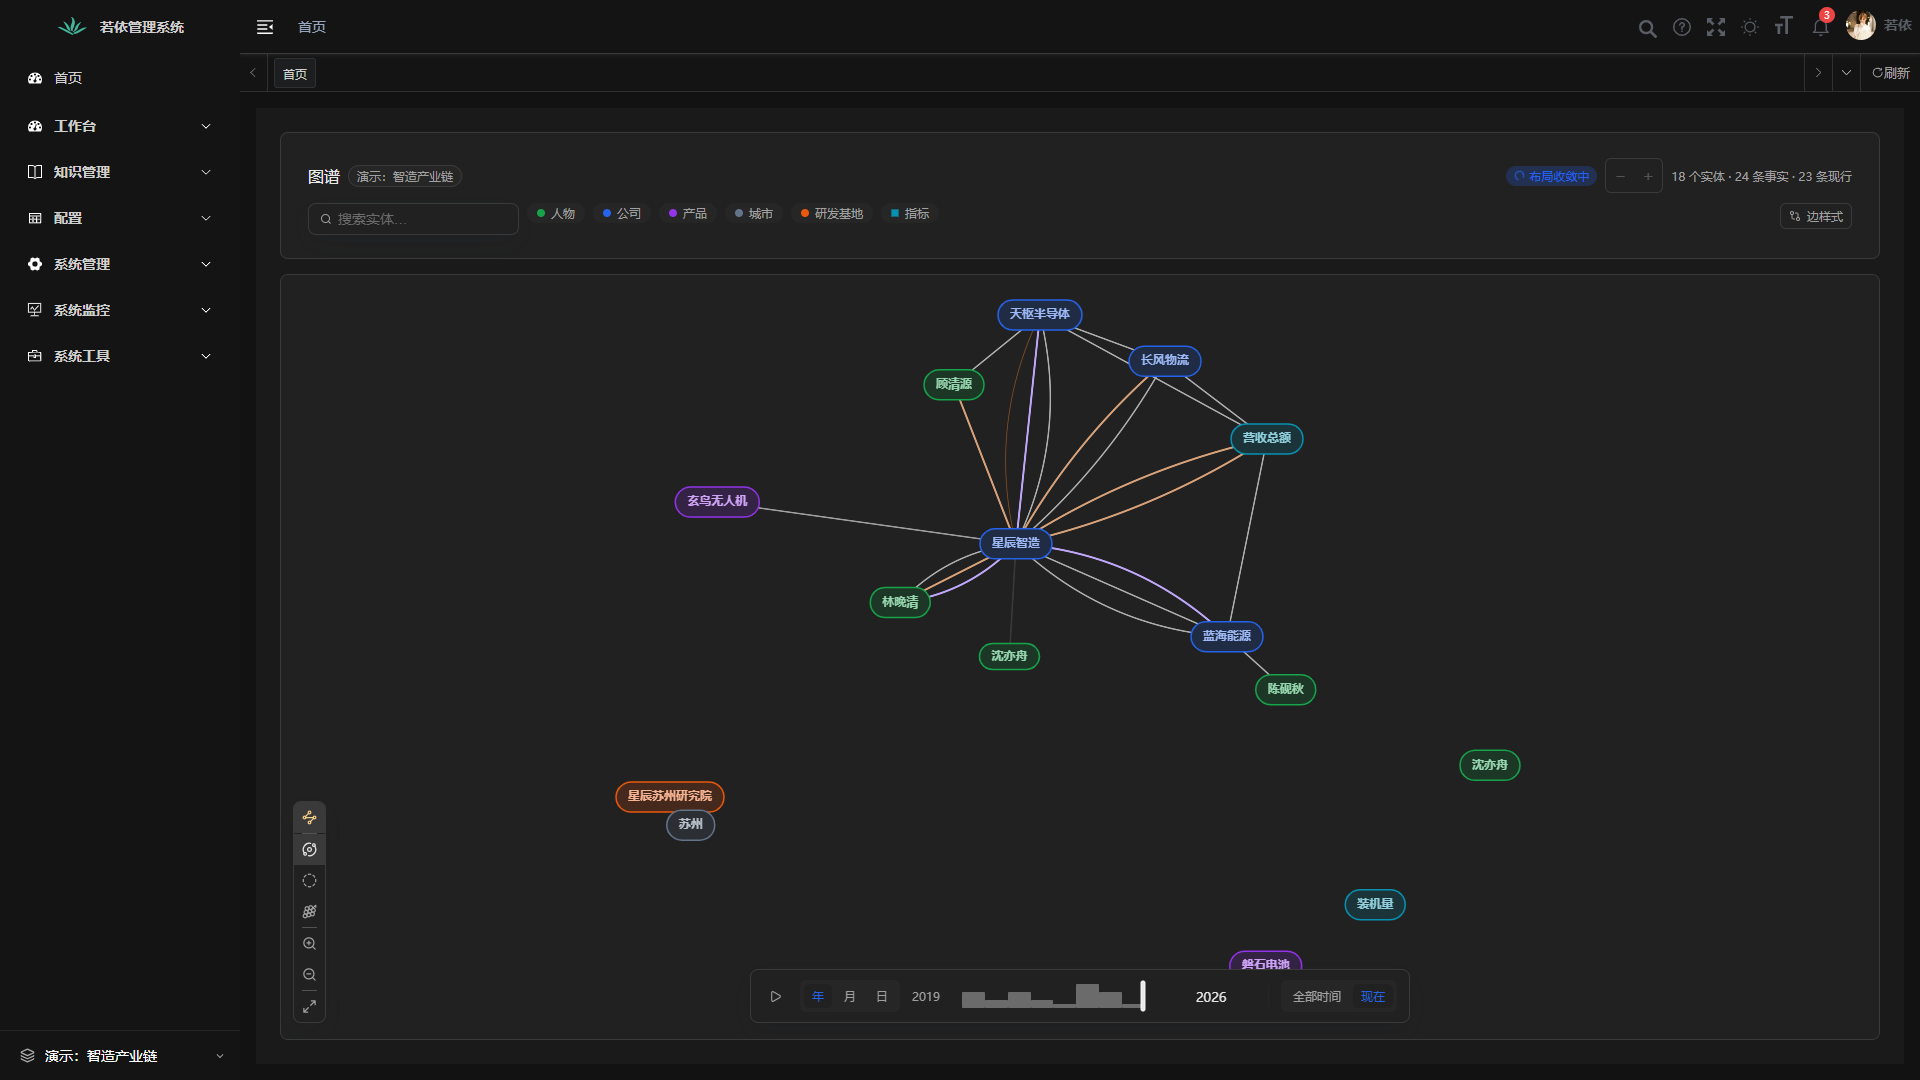 若依管理系统
首页
3
若依
首页
工作台
知识管理
配置
系统管理
系统监控
系统工具
首页
刷新
图谱
演示：智造产业链
布局收敛中
18 个实体 · 24 条事实 · 23 条现行
搜索实体...
人物
公司
产品
城市
研发基地
指标
边样式
天枢半导体
长风物流
顾清源
营收总额
玄鸟无人机
星辰智造
林晚清
沈亦舟
蓝海能源
陈砚秋
沈亦舟
星辰苏州研究院
苏州
装机量
磐石电池
年
月
日
2019
2026
全部时间
现在
演示：智造产业链